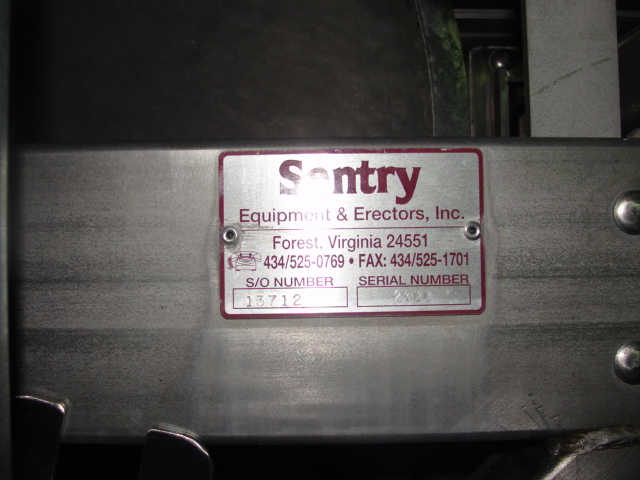 Sentry
Equipment & Erectors, Inc.
Forest, Virginia 24551
434/525-0769 • FAX: 434/525-1701
S/O NUMBER SERIAL NUMBER
13712